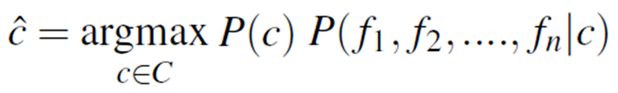 ĉ = argmax P(c) P(f₁, f₂, ...., fₙ|c)
c∈C